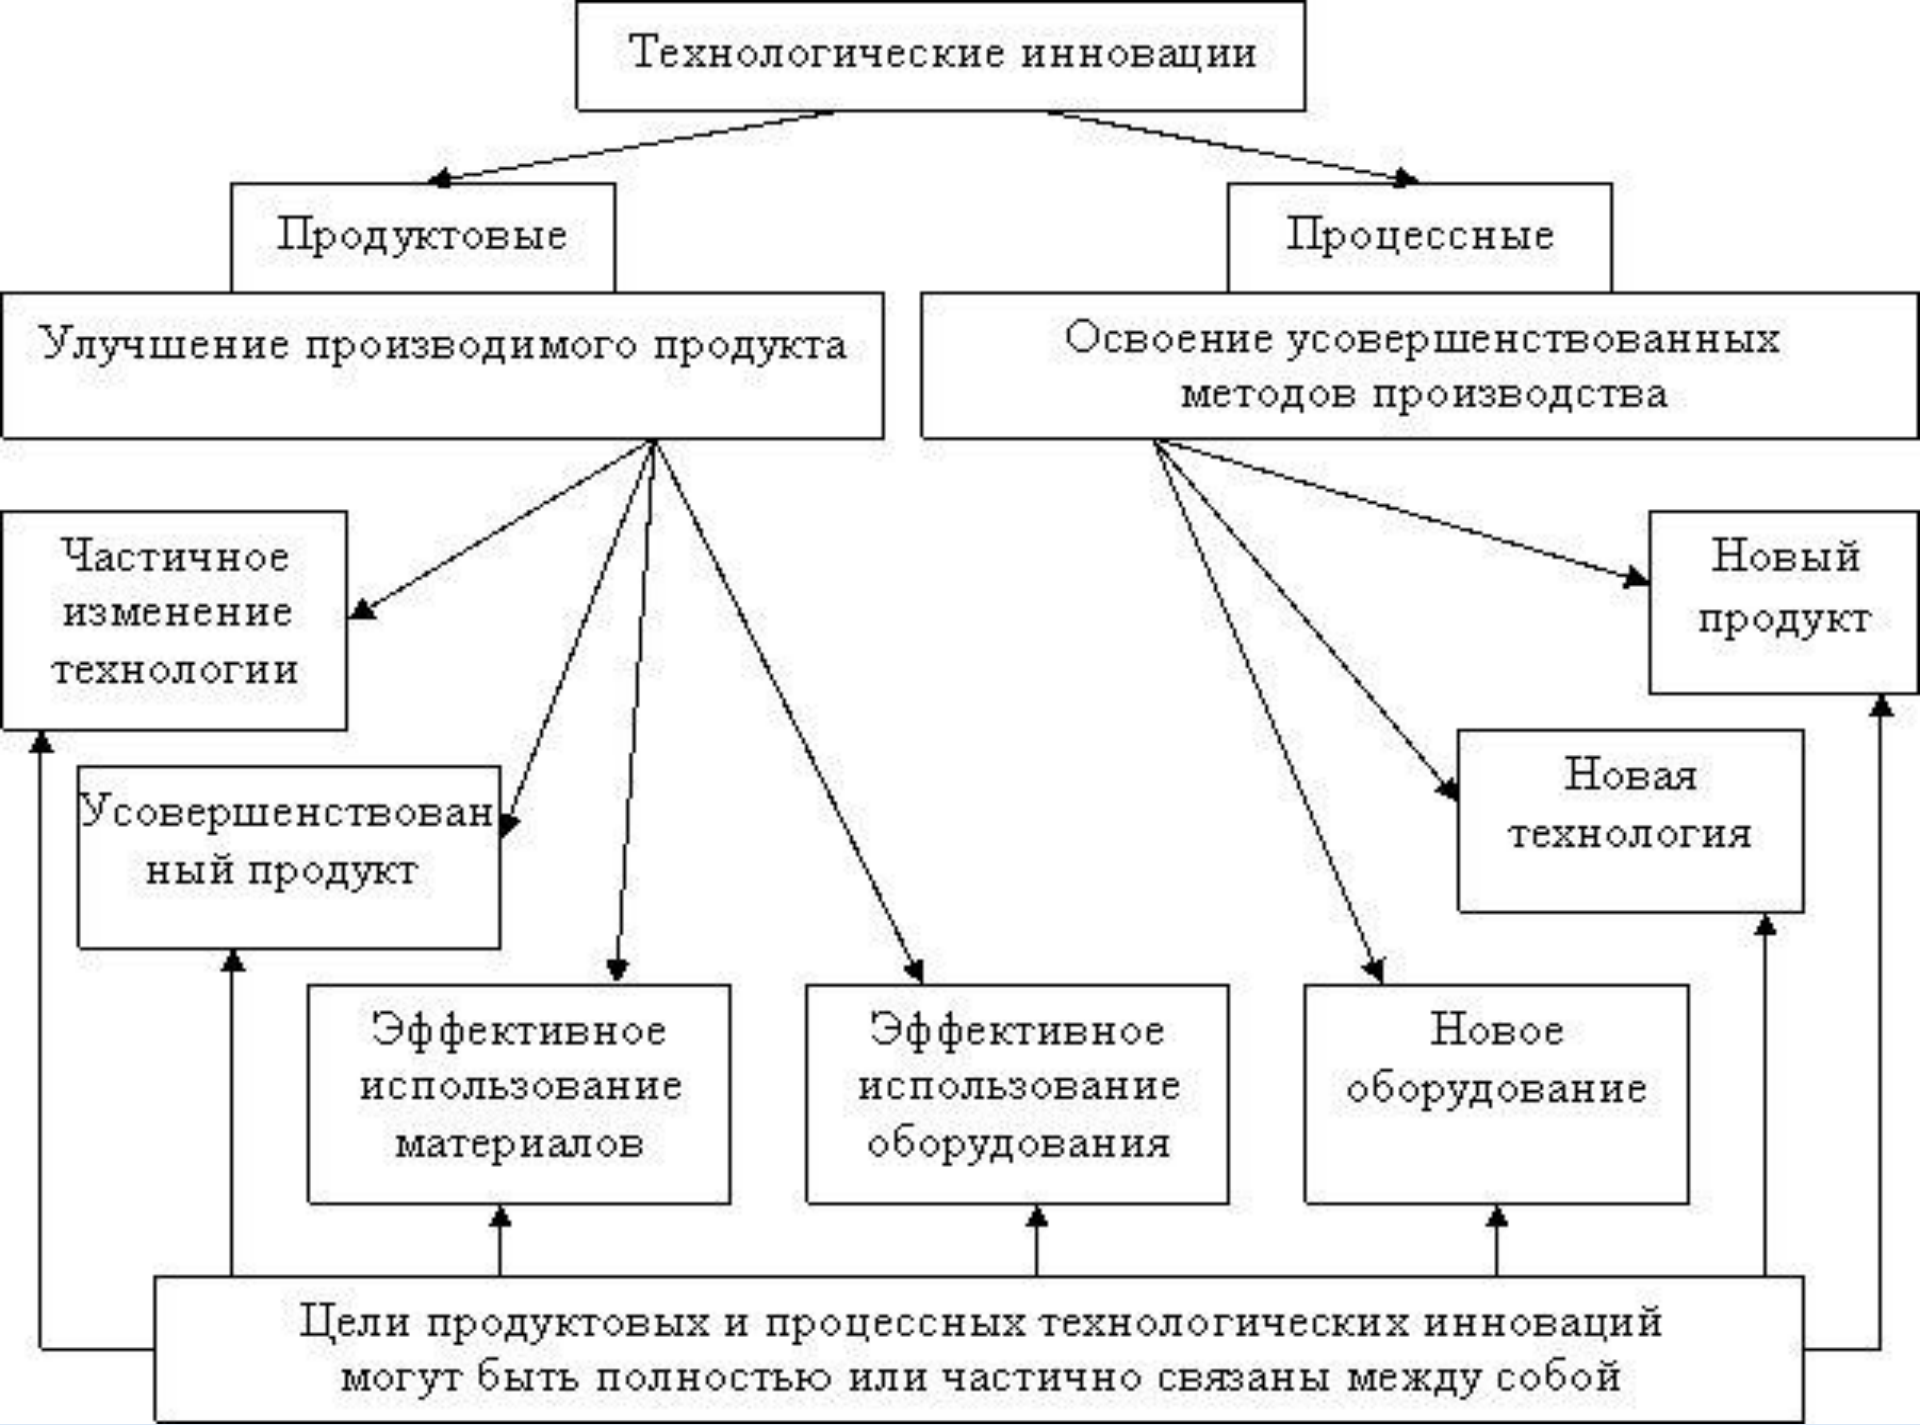 Технологические инновации
Продуктовые
Процессные
Улучшение производимого продукта
Освоение усовершенствованных
методов производства
Частичное
изменение
технологии
Новый
продукт
Усовершенствован
ный продукт
Новая
технология
Эффективное
использование
материалов
Эффективное
использование
оборудования
Новое
оборудование
Цели продуктовых и процессных технологических инноваций
могут быть полностью или частично связаны между собой